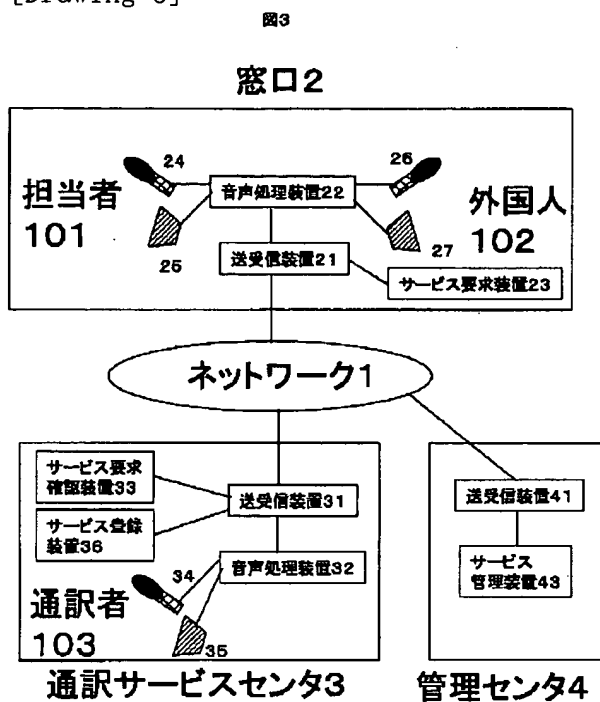 [Drawing 3]
図3
窓口2
担当者
101
24
25
音声処理装置22
26
27
外国人
102
送受信装置21
サービス要求装置23
ネットワーク1
サービス要求
確認装置33
サービス登録
装置36
送受信装置31
音声処理装置32
34
35
通訳者
103
通訳サービスセンタ3
送受信装置41
サービス
管理装置43
管理センタ4